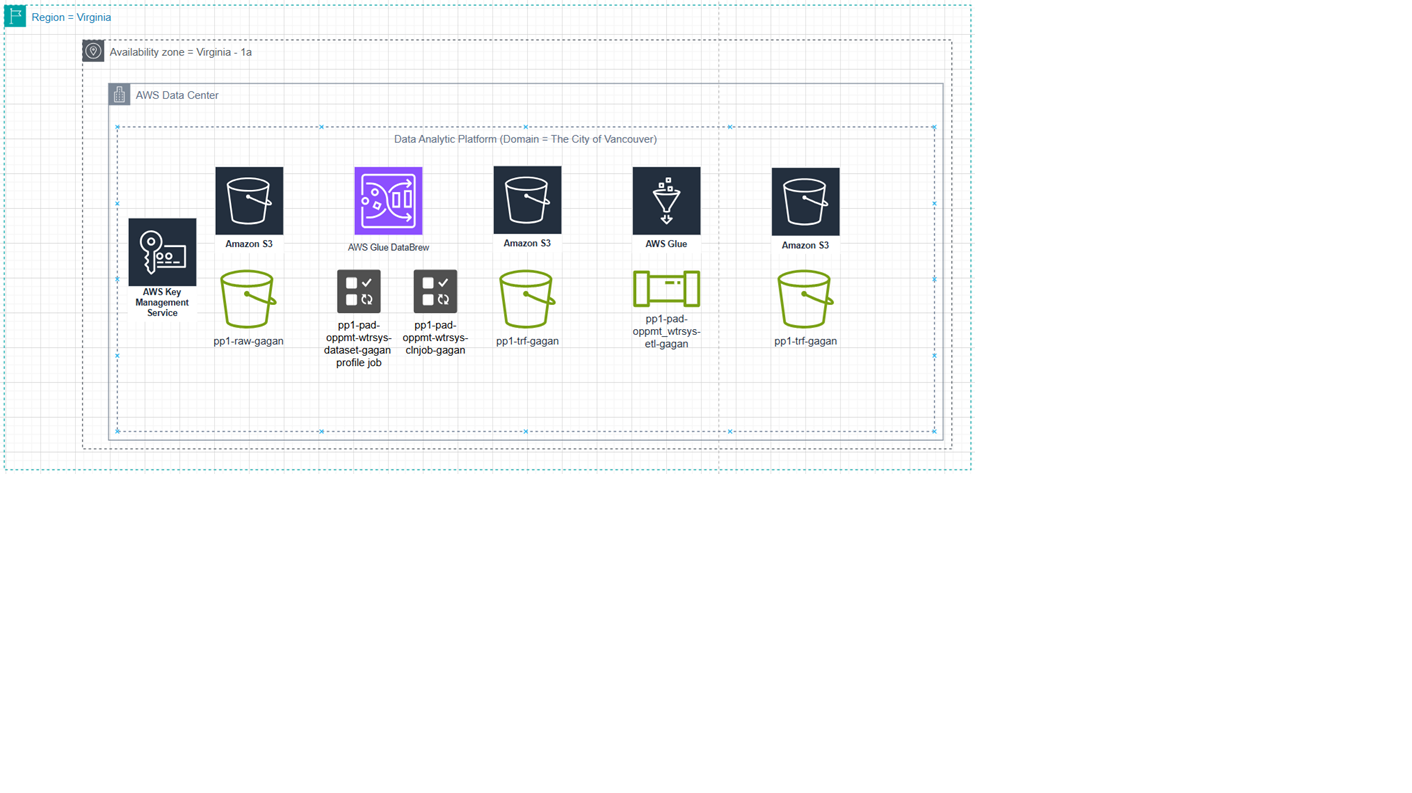 Region = Virginia
Availability zone = Virginia - 1a
AWS Data Center
Data Analytic Platform (Domain = The City of Vancouver)
Amazon S3
AWS Glue DataBrew
Amazon S3
AWS Glue
Amazon S3
AWS Key
Management
Service
pp1-raw-gagan
pp1-pad-
oppmt-wtrsys-
dataset-gagan
profile job
pp1-pad-
oppmt-wtrsys-
clnjob-gagan
pp1-trf-gagan
pp1-pad-
oppmt_wtrsys-
etl-gagan
pp1-trf-gagan